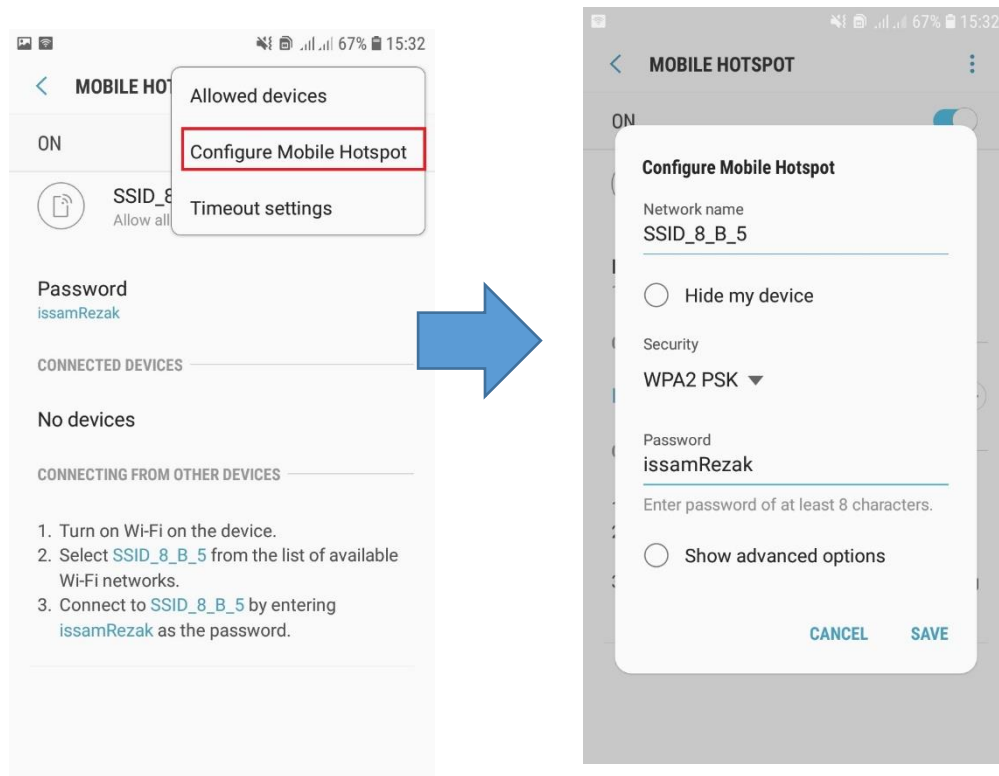 67% 15:32
MOBILE HOT
Allowed devices
Configure Mobile Hotspot
Timeout settings
ON
SSID_8
Allow all
Password
issamRezak
CONNECTED DEVICES
No devices
CONNECTING FROM OTHER DEVICES
1. Turn on Wi-Fi on the device.
2. Select SSID_8_B_5 from the list of available
Wi-Fi networks.
3. Connect to SSID_8_B_5 by entering
issamRezak as the password.
67% 15:32
MOBILE HOTSPOT
ON
Configure Mobile Hotspot
Network name
SSID_8_B_5
Hide my device
Security
WPA2 PSK
Password
issamRezak
Enter password of at least 8 characters.
Show advanced options
CANCEL SAVE